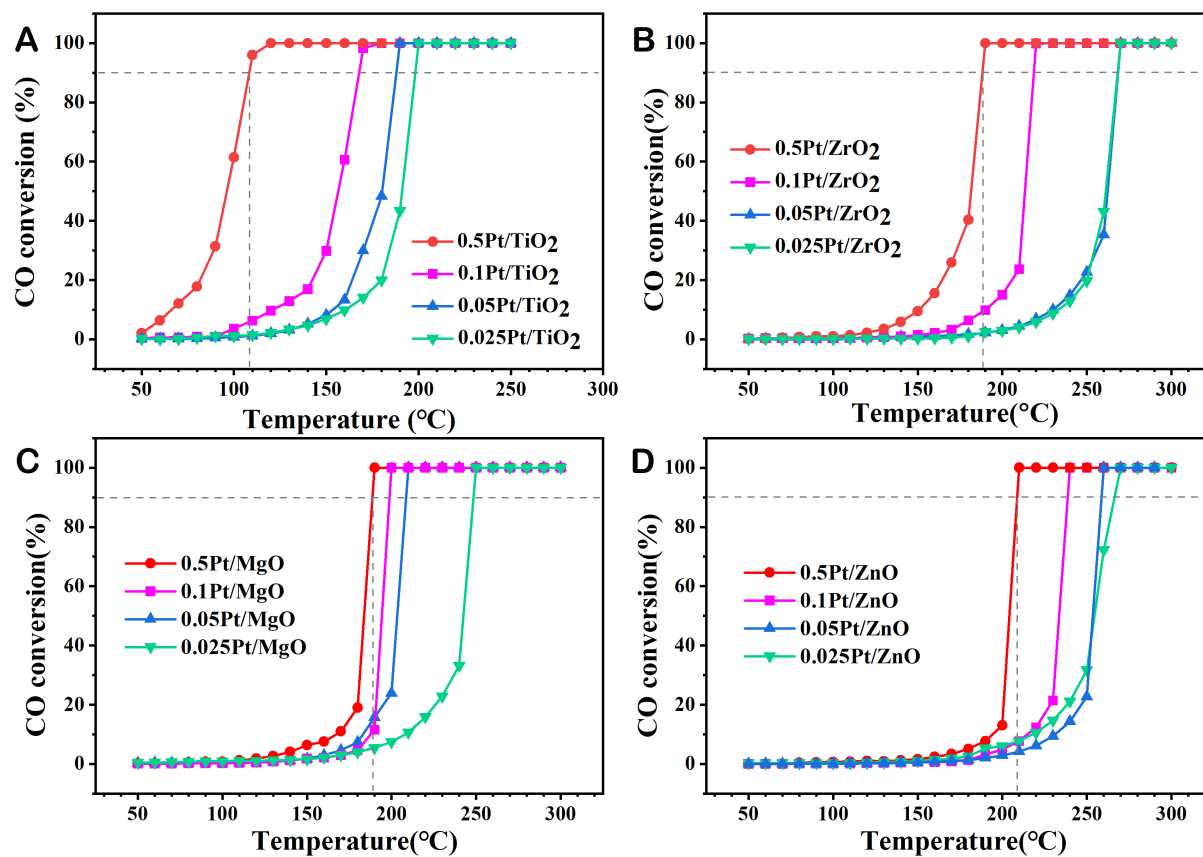 A
CO conversion (%)
100
80
60
40
20
0
0.5Pt/TiO2
0.1Pt/TiO2
0.05Pt/TiO2
0.025Pt/TiO2
50 100 150 200 250 300
Temperature (°C)
B
CO conversion(%)
100
80
60
40
20
0
0.5Pt/ZrO2
0.1Pt/ZrO2
0.05Pt/ZrO2
0.025Pt/ZrO2
50 100 150 200 250 300
Temperature(°C)
C
CO conversion(%)
100
80
60
40
20
0
0.5Pt/MgO
0.1Pt/MgO
0.05Pt/MgO
0.025Pt/MgO
50 100 150 200 250 300
Temperature(°C)
D
CO conversion(%)
100
80
60
40
20
0
0.5Pt/ZnO
0.1Pt/ZnO
0.05Pt/ZnO
0.025Pt/ZnO
50 100 150 200 250 300
Temperature(°C)